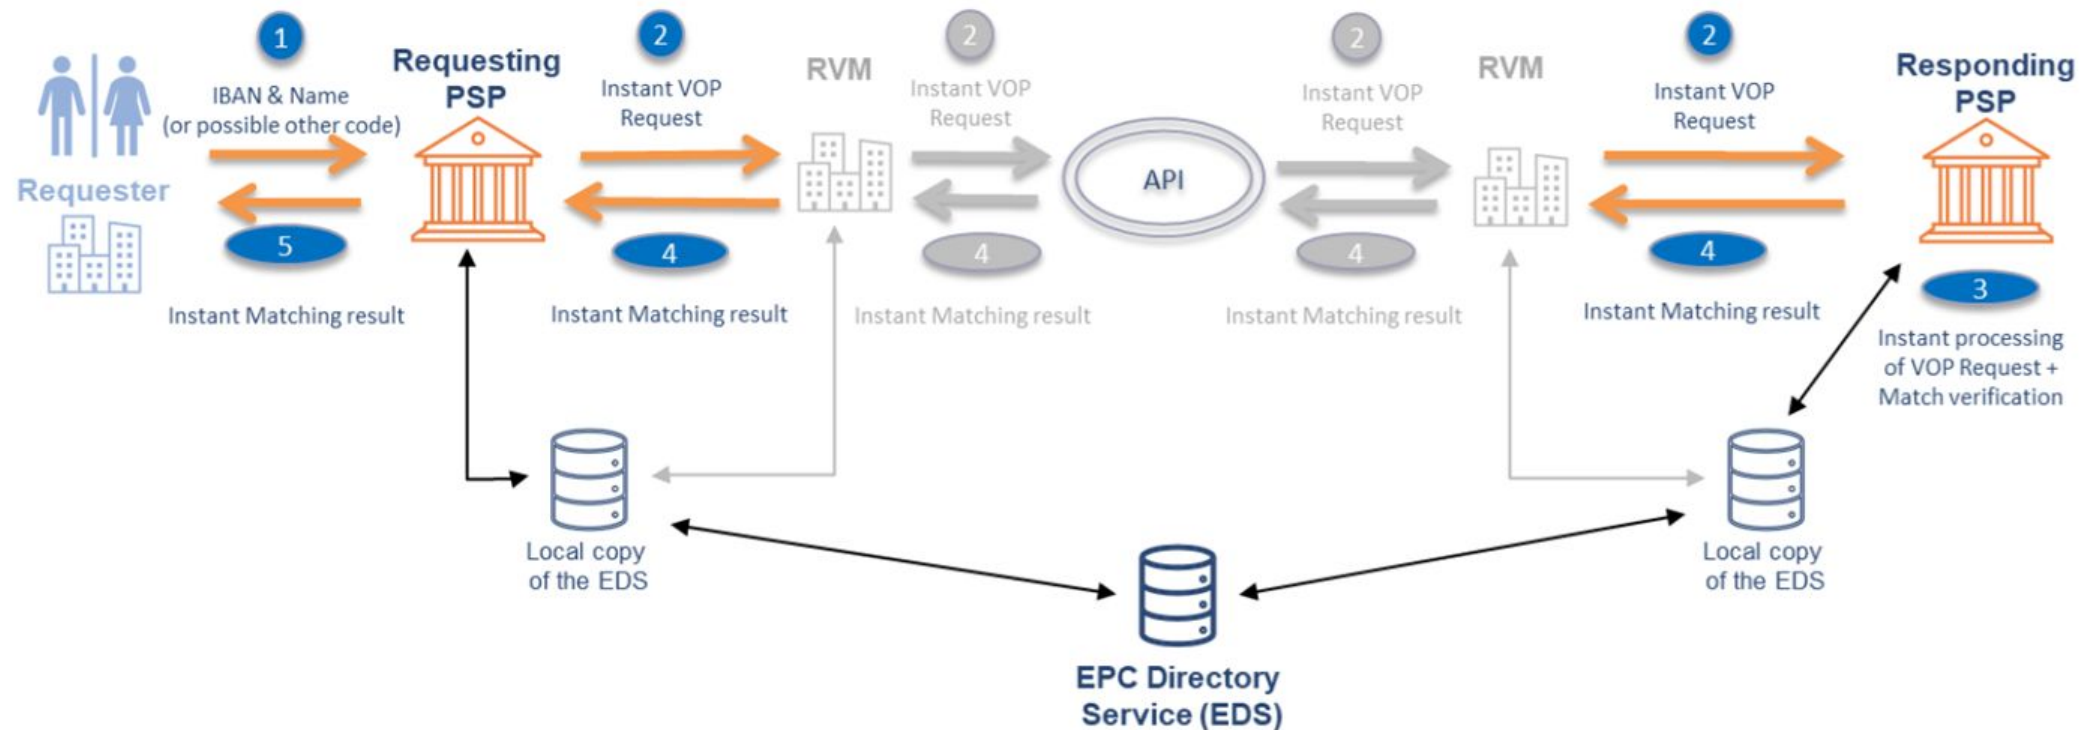 1
IBAN & Name
(or possible other code)
Requester
5
Instant Matching result
Requesting
PSP
2
Instant VOP
Request
4
Instant Matching result
RVM
2
Instant VOP
Request
4
Instant Matching result
API
2
Instant VOP
Request
4
Instant Matching result
RVM
2
Instant VOP
Request
4
Instant Matching result
Responding
PSP
3
Instant processing
of VOP Request +
Match verification
Local copy
of the EDS
Local copy
of the EDS
EPC Directory
Service (EDS)